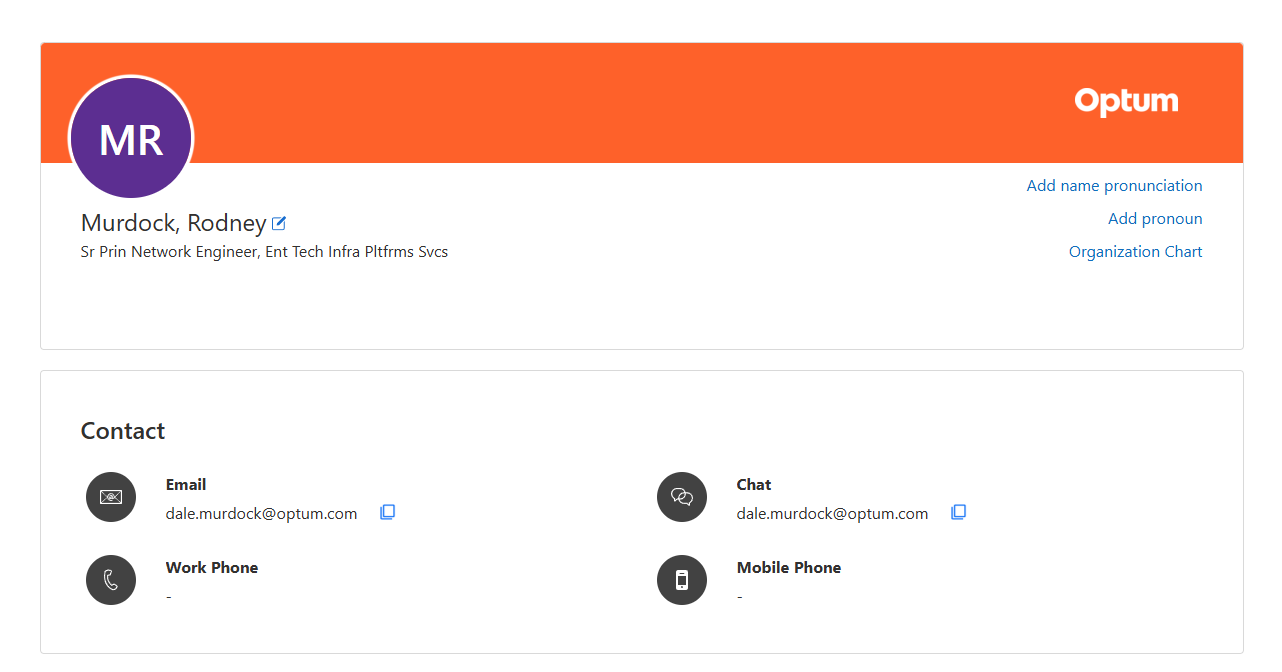 Optum
MR
Add name pronunciation
Murdock, Rodney
Add pronoun
Sr Prin Network Engineer, Ent Tech Infra Pltfrms Svcs
Organization Chart
Contact
Email
dale.murdock@optum.com
Chat
dale.murdock@optum.com
Work Phone
-
Mobile Phone
-